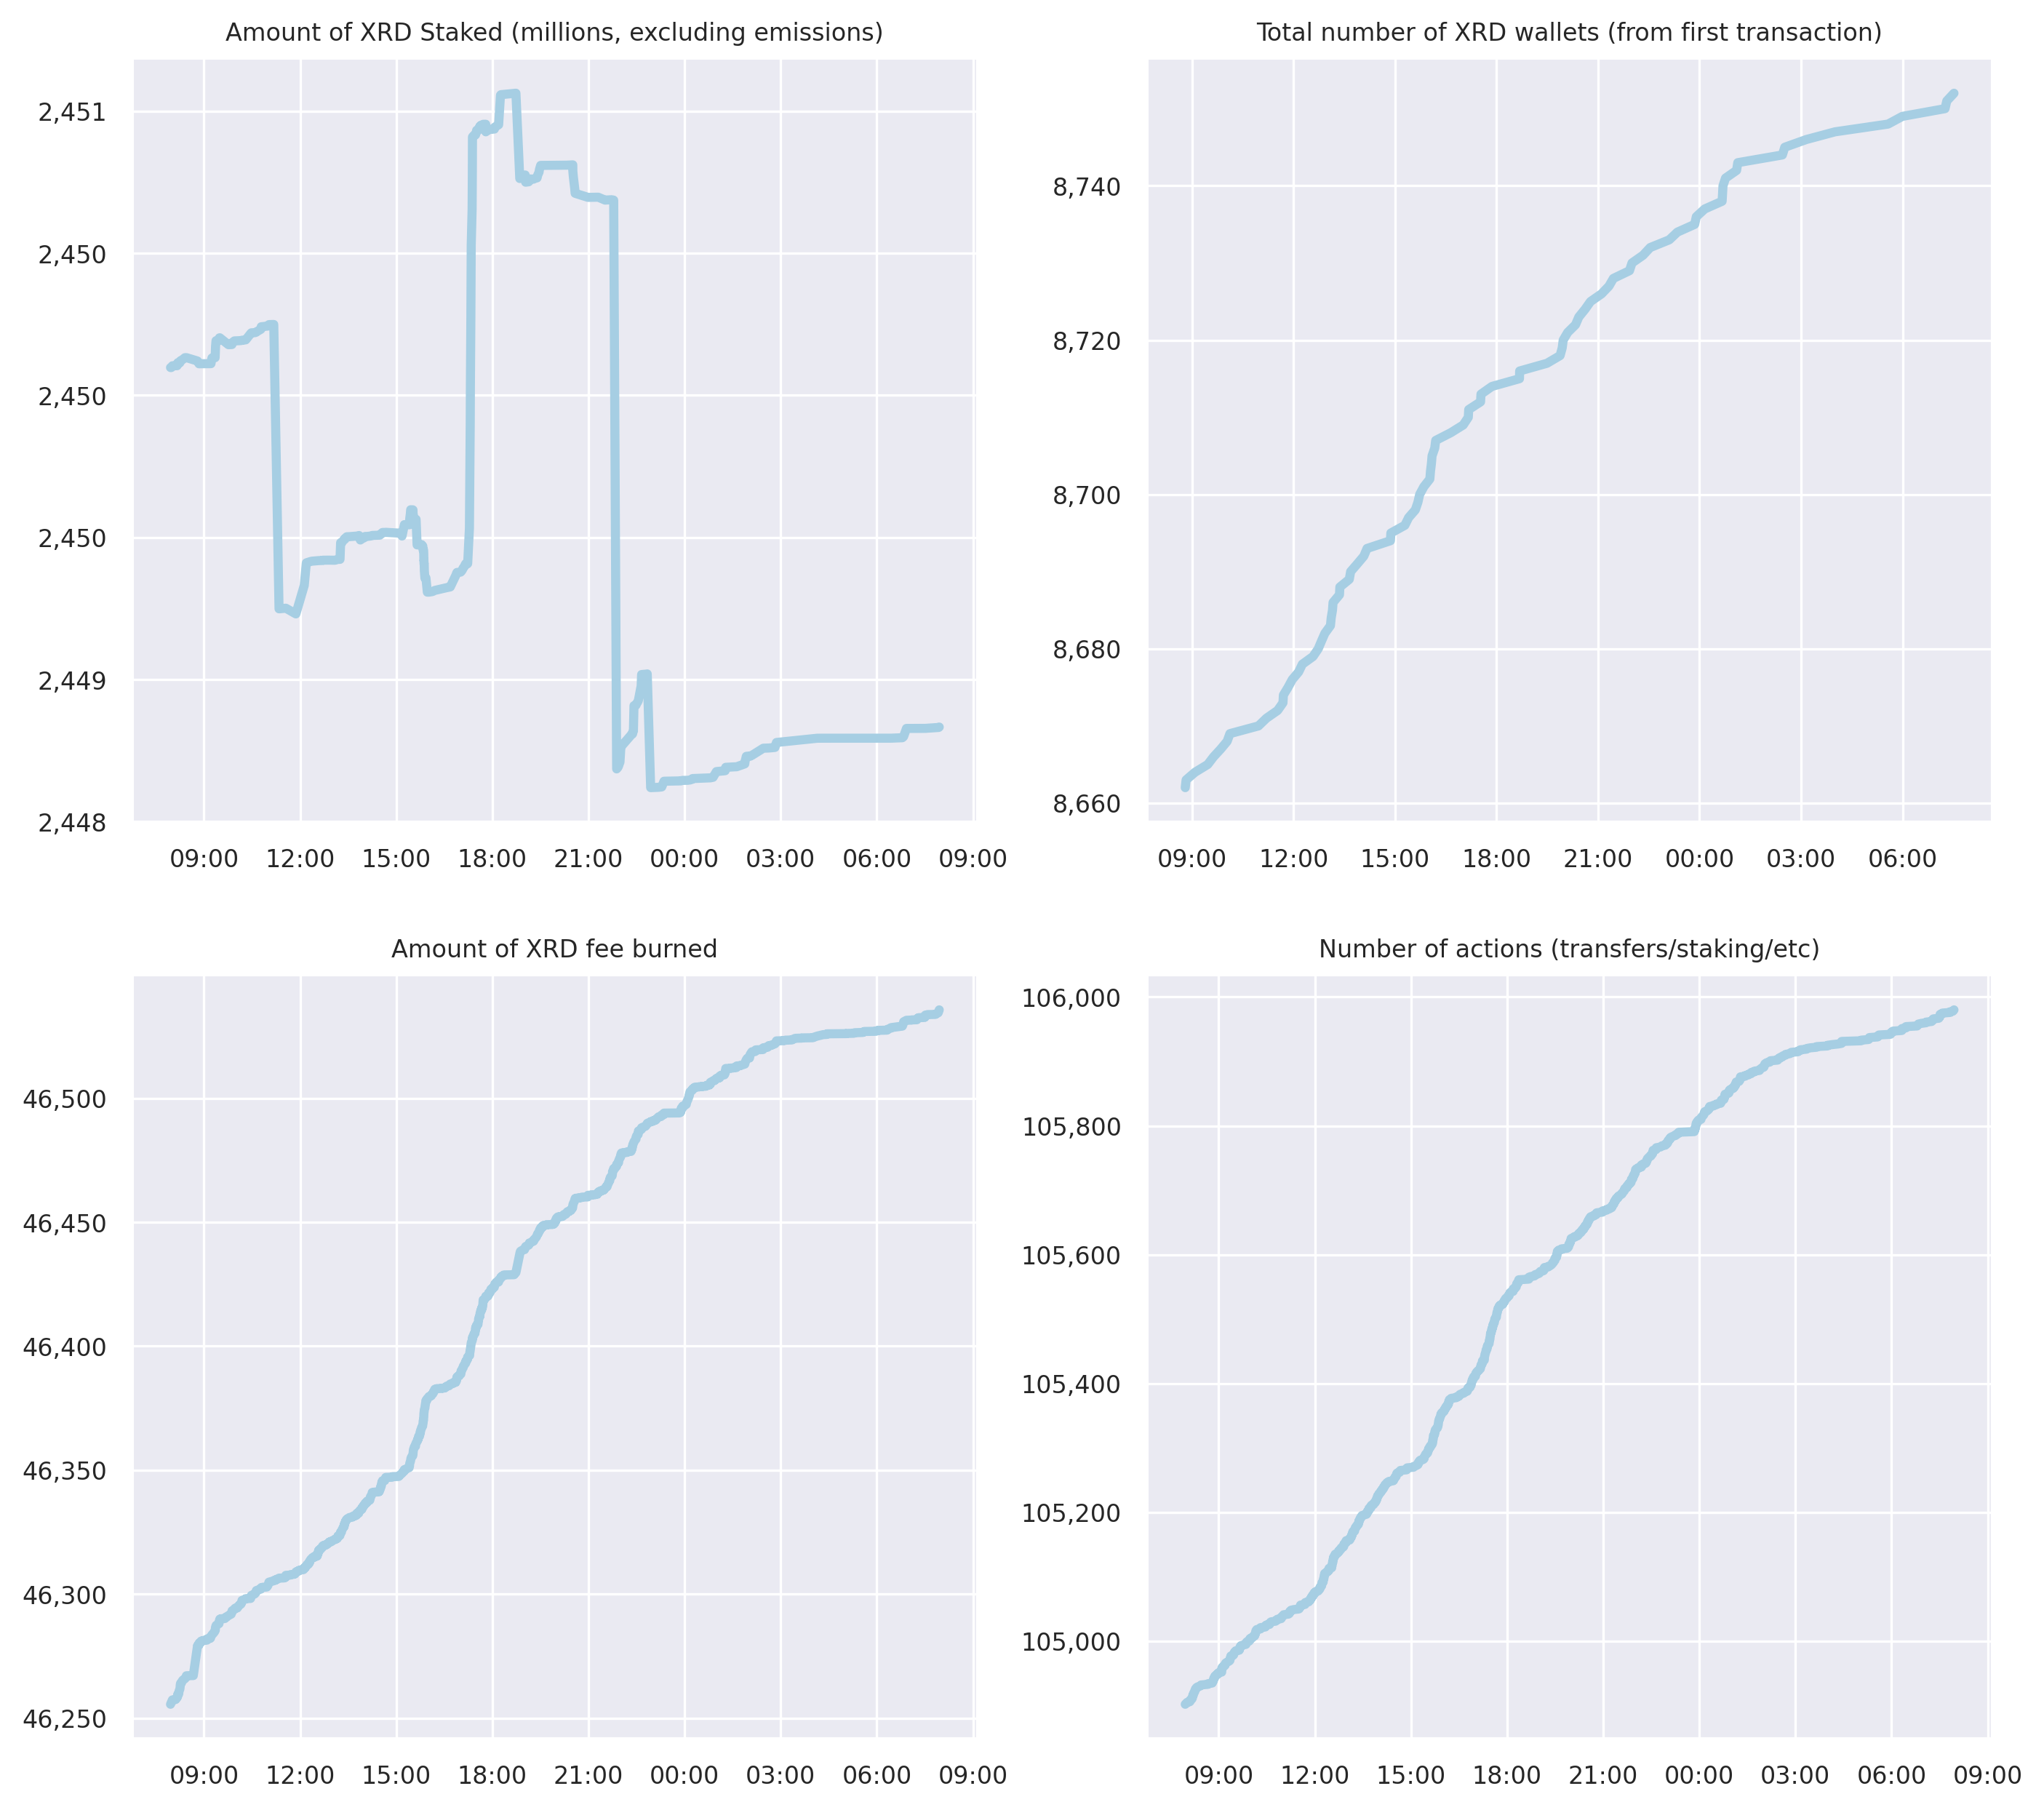 Amount of XRD Staked (millions, excluding emissions)
2,451
2,450
2,450
2,450
2,449
2,448
09:00 12:00 15:00 18:00 21:00 00:00 03:00 06:00 09:00
Total number of XRD wallets (from first transaction)
8,740
8,720
8,700
8,680
8,660
09:00 12:00 15:00 18:00 21:00 00:00 03:00 06:00
Amount of XRD fee burned
46,500
46,450
46,400
46,350
46,300
46,250
09:00 12:00 15:00 18:00 21:00 00:00 03:00 06:00 09:00
Number of actions (transfers/staking/etc)
106,000
105,800
105,600
105,400
105,200
105,000
09:00 12:00 15:00 18:00 21:00 00:00 03:00 06:00 09:00